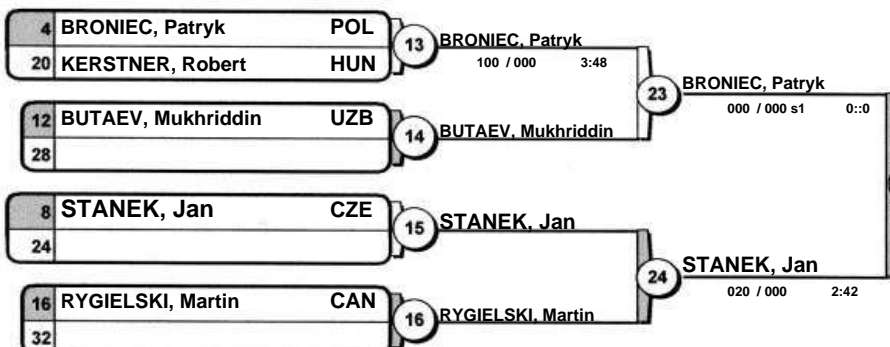 4 BRONIEC, Patryk POL
20 KERSTNER, Robert HUN
13
BRONIEC, Patryk
100 / 000 3:48
12 BUTAEV, Mukhriddin UZB
28
14
BUTAEV, Mukhriddin
23
BRONIEC, Patryk
000 / 000 s1 0::0
8 STANEK, Jan CZE
24
15
STANEK, Jan
16 RYGIELSKI, Martin CAN
32
16
RYGIELSKI, Martin
24
STANEK, Jan
020 / 000 2:42